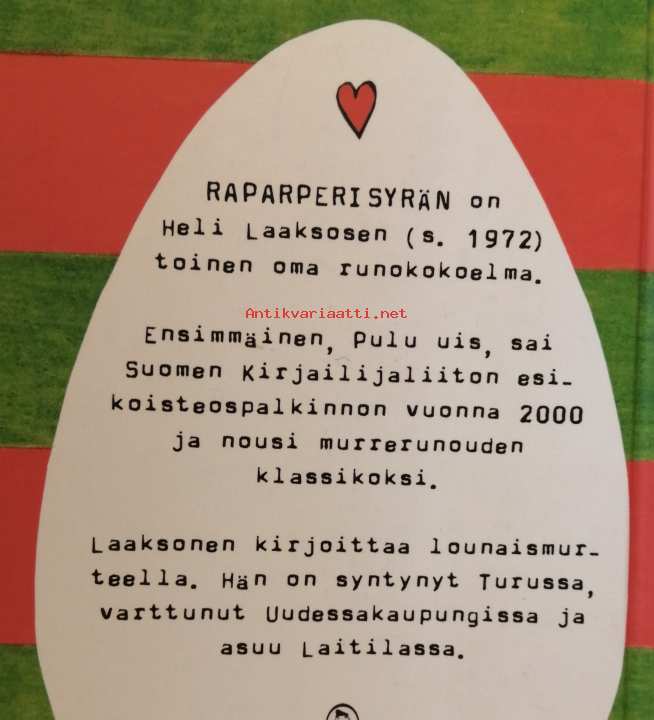 RAPARPERISYRÄN on
Heli Laaksosen (s. 1972)
toinen oma runokokoelma.
Antikvariaatti.net
Ensimmäinen, Pulu uis, sai
Suomen Kirjailijaliiton esi-
koisteospalkinnon vuonna 2000
ja nousi murrerunouden
klassikoksi.
Laaksonen kirjoittaa lounaismur-
teella. Hän on syntynyt Turussa,
varttunut Uudessakaupungissa ja
asuu Laitilassa.